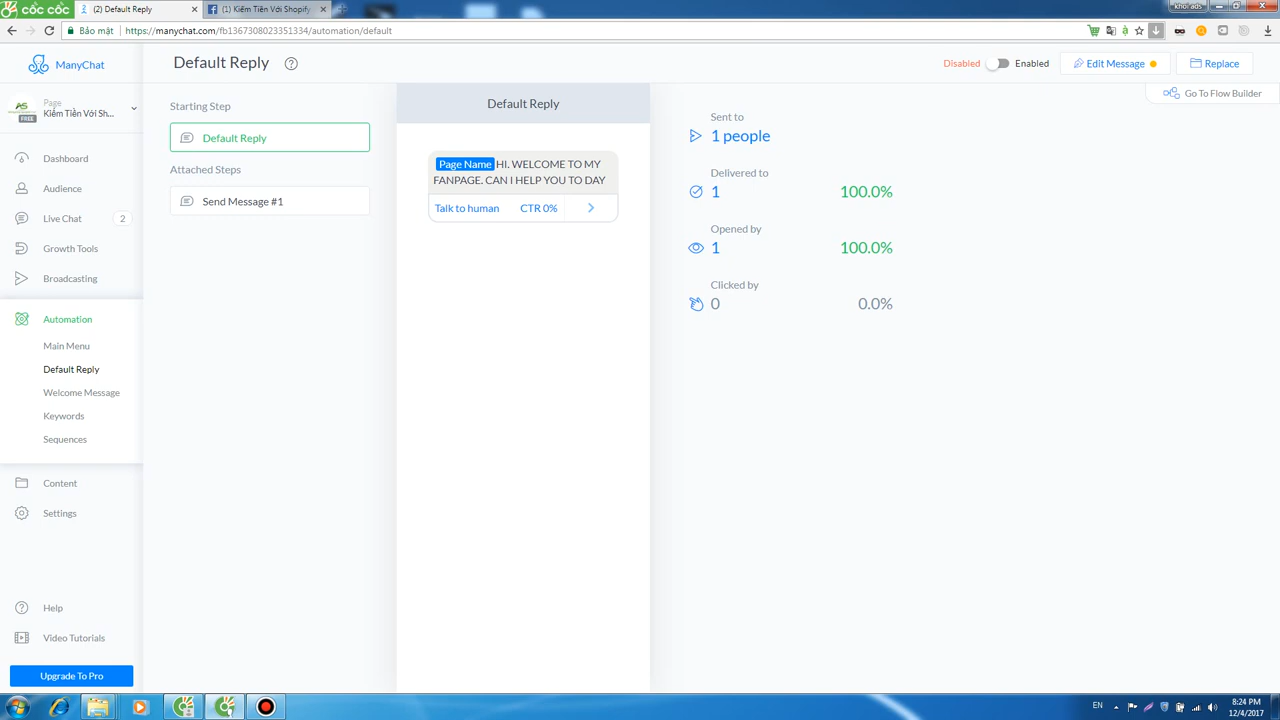 cốc cốc
(2) Default Reply
(1) Kiếm Tiền Với Shopify
khoi ads
Bảo mật
https://manychat.com/fb1367308023351334/automation/default
ManyChat
Default Reply
Disabled
Enabled
Edit Message
Replace
Go To Flow Builder
Page
Kiếm Tiền Với Sh...
FREE
Dashboard
Audience
Live Chat
2
Growth Tools
Broadcasting
Automation
Main Menu
Default Reply
Welcome Message
Keywords
Sequences
Content
Settings
Help
Video Tutorials
Upgrade To Pro
Starting Step
Default Reply
Attached Steps
Send Message #1
Default Reply
Page Name HI. WELCOME TO MY
FANPAGE. CAN I HELP YOU TO DAY
Talk to human CTR 0%
Sent to
1 people
Delivered to
1 100.0%
Opened by
1 100.0%
Clicked by
0 0.0%
EN
8:24 PM
12/4/2017